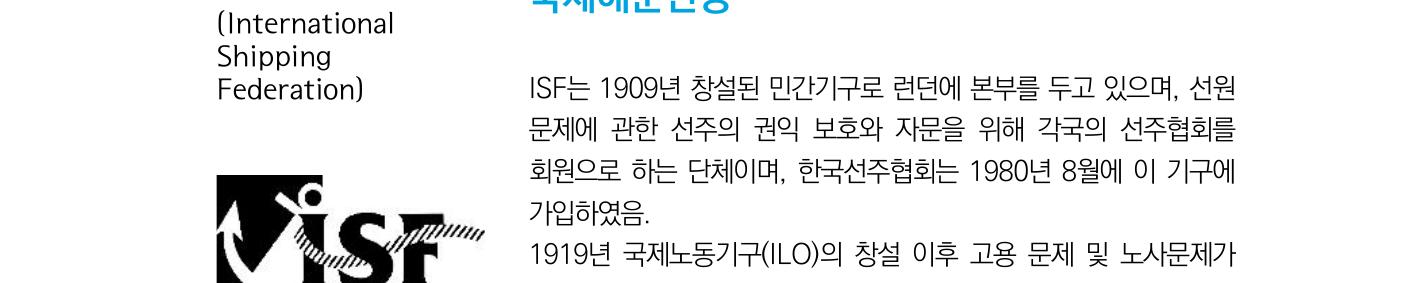 (International
Shipping
Federation)
국제해운연맹
ISF는 1909년 창설된 민간기구로 런던에 본부를 두고 있으며, 선원
문제에 관한 선주의 권익 보호와 자문을 위해 각국의 선주협회를
회원으로 하는 단체이며, 한국선주협회는 1980년 8월에 이 기구에
가입하였음.
1919년 국제노동기구(ILO)의 창설 이후 고용 문제 및 노사문제가
ISF